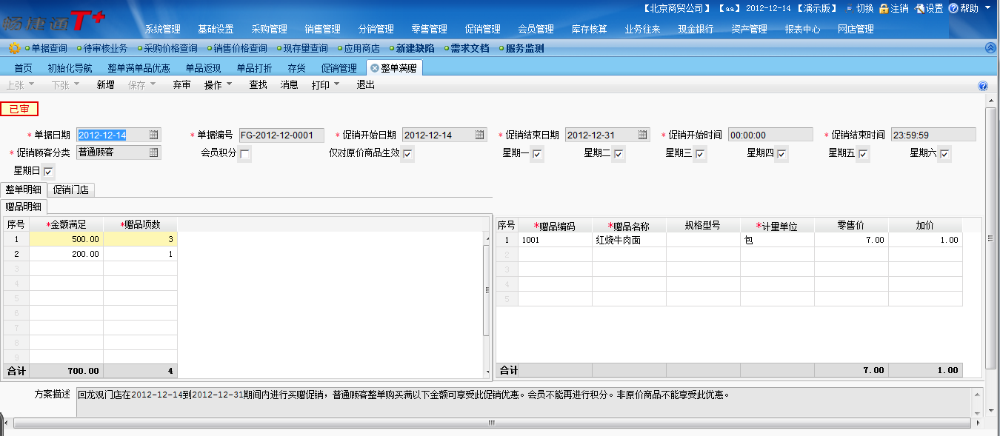 【北京商贸公司】 【aa】 2012-12-14 【演示版】 切换 注销 设置 帮助
畅捷通T+
系统管理 基础设置 采购管理 销售管理 分销管理 零售管理 促销管理 会员管理 库存核算 业务往来 现金银行 资产管理 报表中心 网店管理
单据查询 待审核业务 采购价格查询 销售价格查询 现存量查询 应用商店 新建缺陷 需求文档 服务监测
首页 初始化导航 整单满单品优惠 单品返现 单品打折 存货 促销管理 整单满赠
上张 下张 新增 保存 弃审 操作 查找 消息 打印 退出
已审
*单据日期 2012-12-14 *单据编号 FG-2012-12-0001 *促销开始日期 2012-12-14 *促销结束日期 2012-12-31 *促销开始时间 00:00:00 *促销结束时间 23:59:59
*促销顾客分类 普通顾客 会员积分 仅对原价商品生效 星期一 星期二 星期三 星期四 星期五 星期六
星期日
整单明细 促销门店
赠品明细
序号 *金额满足 *赠品项数
1 500.00 3
2 200.00 1
3
4
5
6
7
8
9
合计 700.00 4
序号 *赠品编码 *赠品名称 规格型号 *计量单位 零售价 加价
1 1001 红烧牛肉面 包 7.00 1.00
2
3
4
5
合计 7.00 1.00
方案描述 回龙观门店在2012-12-14到2012-12-31期间内进行买赠促销，普通顾客整单购买满以下金额可享受此促销优惠。会员不能再进行积分。非原价商品不能享受此优惠。